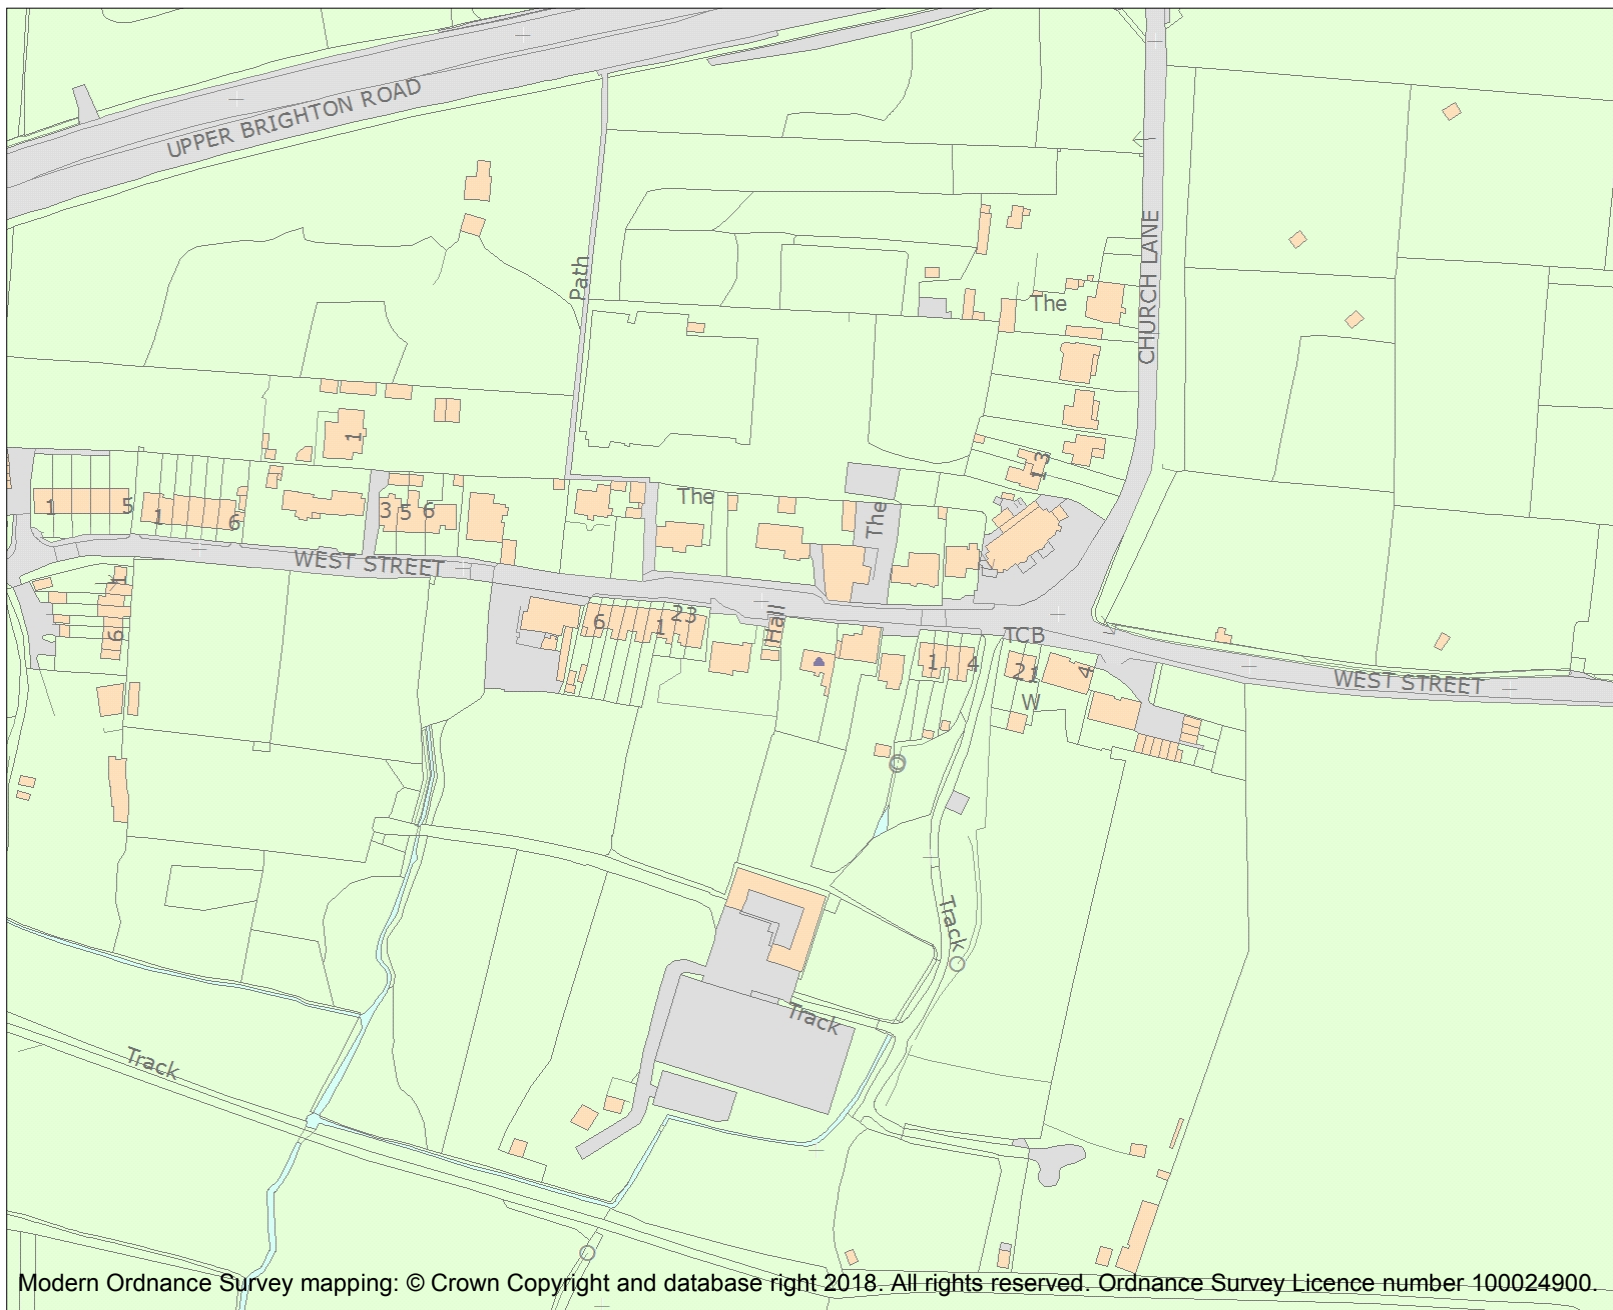 UPPER BRIGHTON ROAD
CHURCH LANE
Path
The
1
13
The
The
1
5
1
6
3
5
6
WEST STREET
1
6
6
1
23
Hall
TCB
1
4
21
4
W
WEST STREET
Track
Track
Track
Modern Ordnance Survey mapping: © Crown Copyright and database right 2018. All rights reserved. Ordnance Survey Licence number 100024900.